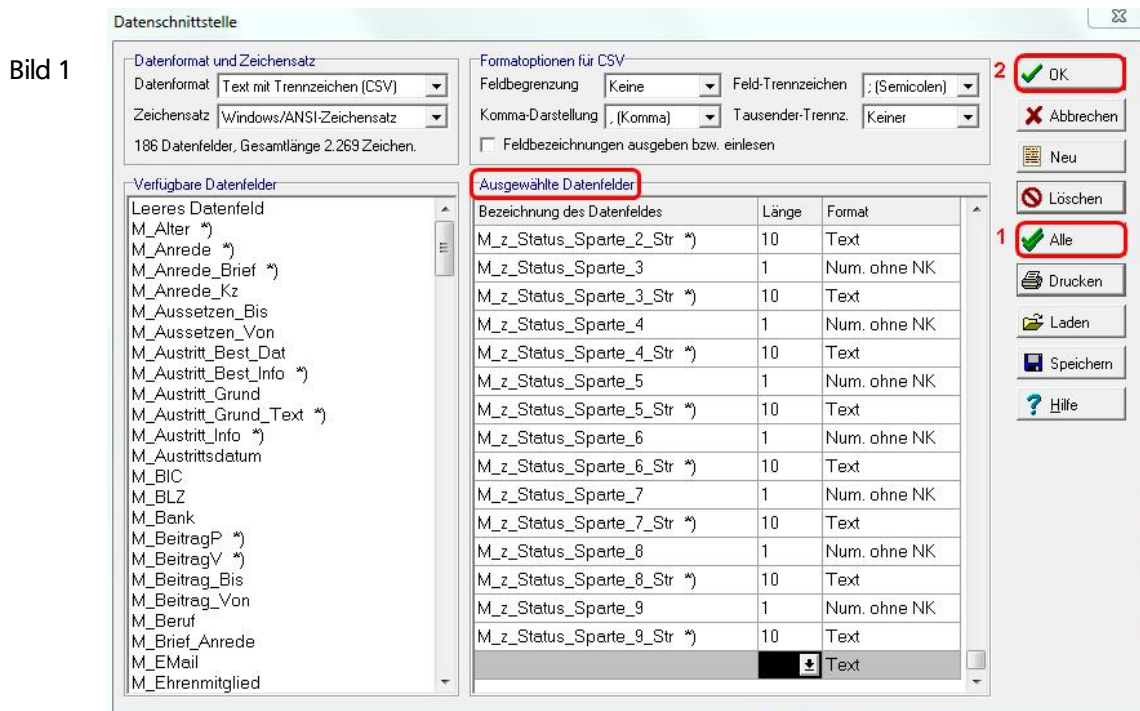 Datenschnittstelle
Bild 1
Datenformat und Zeichensatz
Datenformat Text mit Trennzeichen (CSV)
Zeichensatz Windows/ANSI-Zeichensatz
186 Datenfelder, Gesamtlänge 2.269 Zeichen.
Formatoptionen für CSV
Feldbegrenzung Keine Feld-Trennzeichen ; (Semicolen)
Komma-Darstellung , (Komma) Tausender-Trennz. Keiner
Feldbezeichnungen ausgeben bzw. einlesen
Verfügbare Datenfelder
Leeres Datenfeld
M_Alter *)
M_Anrede *)
M_Anrede_Brief *)
M_Anrede_Kz
M_Aussetzen_Bis
M_Aussetzen_Von
M_Austritt_Best_Dat
M_Austritt_Best_Info *)
M_Austritt_Grund
M_Austritt_Grund_Text *)
M_Austritt_Info *)
M_Austrittsdatum
M_BIC
M_BLZ
M_Bank
M_BeitragP *)
M_BeitragV *)
M_Beitrag_Bis
M_Beitrag_Von
M_Beruf
M_Brief_Anrede
M_EMail
M_Ehrenmitglied
Ausgewählte Datenfelder
Bezeichnung des Datenfeldes Länge Format
M_z_Status_Sparte_2_Str *) 10 Text
M_z_Status_Sparte_3 1 Num. ohne NK
M_z_Status_Sparte_3_Str *) 10 Text
M_z_Status_Sparte_4 1 Num. ohne NK
M_z_Status_Sparte_4_Str *) 10 Text
M_z_Status_Sparte_5 1 Num. ohne NK
M_z_Status_Sparte_5_Str *) 10 Text
M_z_Status_Sparte_6 1 Num. ohne NK
M_z_Status_Sparte_6_Str *) 10 Text
M_z_Status_Sparte_7 1 Num. ohne NK
M_z_Status_Sparte_7_Str *) 10 Text
M_z_Status_Sparte_8 1 Num. ohne NK
M_z_Status_Sparte_8_Str *) 10 Text
M_z_Status_Sparte_9 1 Num. ohne NK
M_z_Status_Sparte_9_Str *) 10 Text
Text
2 OK
Abbrechen
Neu
Löschen
1 Alle
Drucken
Laden
Speichern
Hilfe